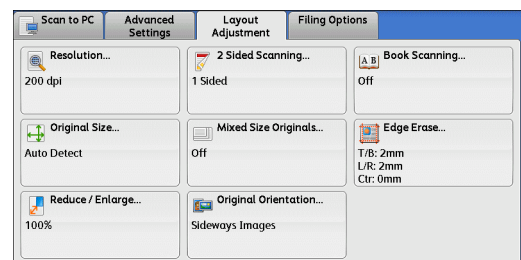 Scan to PC
Advanced
Settings
Layout
Adjustment
Filing Options
Resolution...
200 dpi
2 Sided Scanning...
1 Sided
A B
Book Scanning...
Off
Original Size...
Auto Detect
Mixed Size Originals...
Off
Edge Erase...
T/B: 2mm
L/R: 2mm
Ctr: 0mm
Reduce / Enlarge...
100%
Original Orientation...
Sideways Images